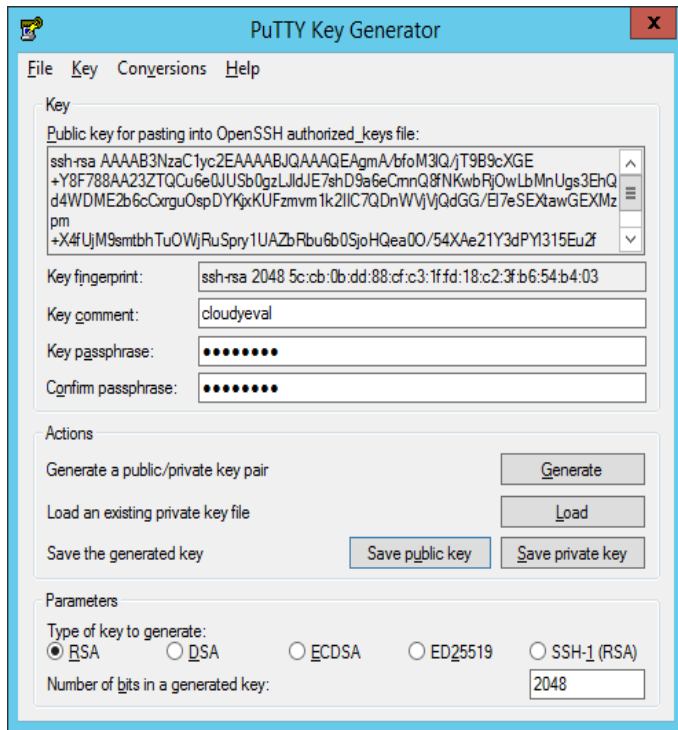 PuTTY Key Generator
x
File Key Conversions Help
Key
Public key for pasting into OpenSSH authorized_keys file:
ssh-rsa AAAAB3NzaC1yc2EAAAABJQAAAQEAgmA/bfoM3lQ/jT9B9cXGE
+Y8F788AA23ZTQCu6e0JUSb0gzLJldJE7shD9a6eCmnQ8fNKwbRjOwLbMnUgs3EhQ
d4WDME2b6cCxrguOspDYKjxKUFzmvm1k2lIC7QDnWVjVjQdGG/El7eSEXtawGEXMz
pm
+X4fUjM9smtbhTuOWjRuSpry1UAZbRbu6b0SjoHQea0O/54XAe21Y3dPYl315Eu2f
Key fingerprint: ssh-rsa 2048 5c:cb:0b:dd:88:cf:c3:1f:fd:18:c2:3f:b6:54:b4:03
Key comment: cloudyeval
Key passphrase: ●●●●●●●●
Confirm passphrase: ●●●●●●●●
Actions
Generate a public/private key pair Generate
Load an existing private key file Load
Save the generated key Save public key Save private key
Parameters
Type of key to generate:
RSA DSA ECDSA ED25519 SSH-1 (RSA)
Number of bits in a generated key: 2048